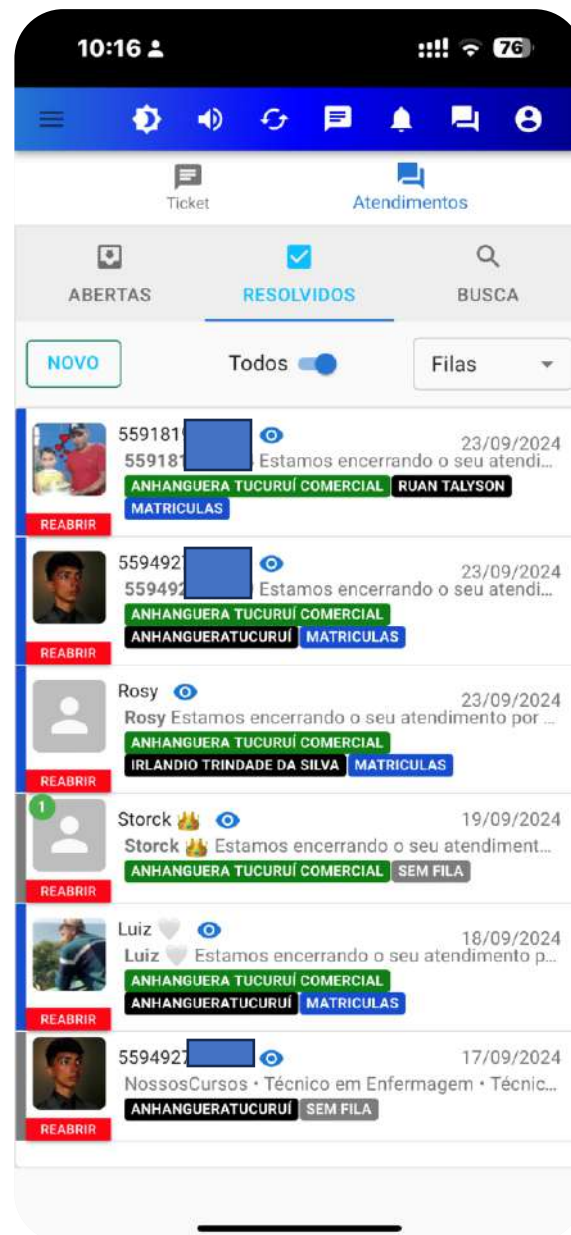 10:16
76
Ticket
Atendimentos
ABERTAS
RESOLVIDOS
BUSCA
NOVO
Todos
Filas
559181
23/09/2024
55918 Estamos encerrando o seu atendi...
ANHANGUERA TUCURUÍ COMERCIAL RUAN TALYSON
MATRICULAS
REABRIR
559492
23/09/2024
55949 Estamos encerrando o seu atendi...
ANHANGUERA TUCURUÍ COMERCIAL
ANHANGUERATUCURUÍ MATRICULAS
REABRIR
Rosy
23/09/2024
Rosy Estamos encerrando o seu atendimento por ...
ANHANGUERA TUCURUÍ COMERCIAL
IRLANDIO TRINDADE DA SILVA MATRICULAS
REABRIR
1
Storck 👑
19/09/2024
Storck 👑 Estamos encerrando o seu atendiment...
ANHANGUERA TUCURUÍ COMERCIAL SEM FILA
REABRIR
Luiz 🤍
18/09/2024
Luiz 🤍 Estamos encerrando o seu atendimento p...
ANHANGUERA TUCURUÍ COMERCIAL
ANHANGUERATUCURUÍ MATRICULAS
REABRIR
559492
17/09/2024
NossosCursos • Técnico em Enfermagem • Técnic...
ANHANGUERATUCURUÍ SEM FILA
REABRIR